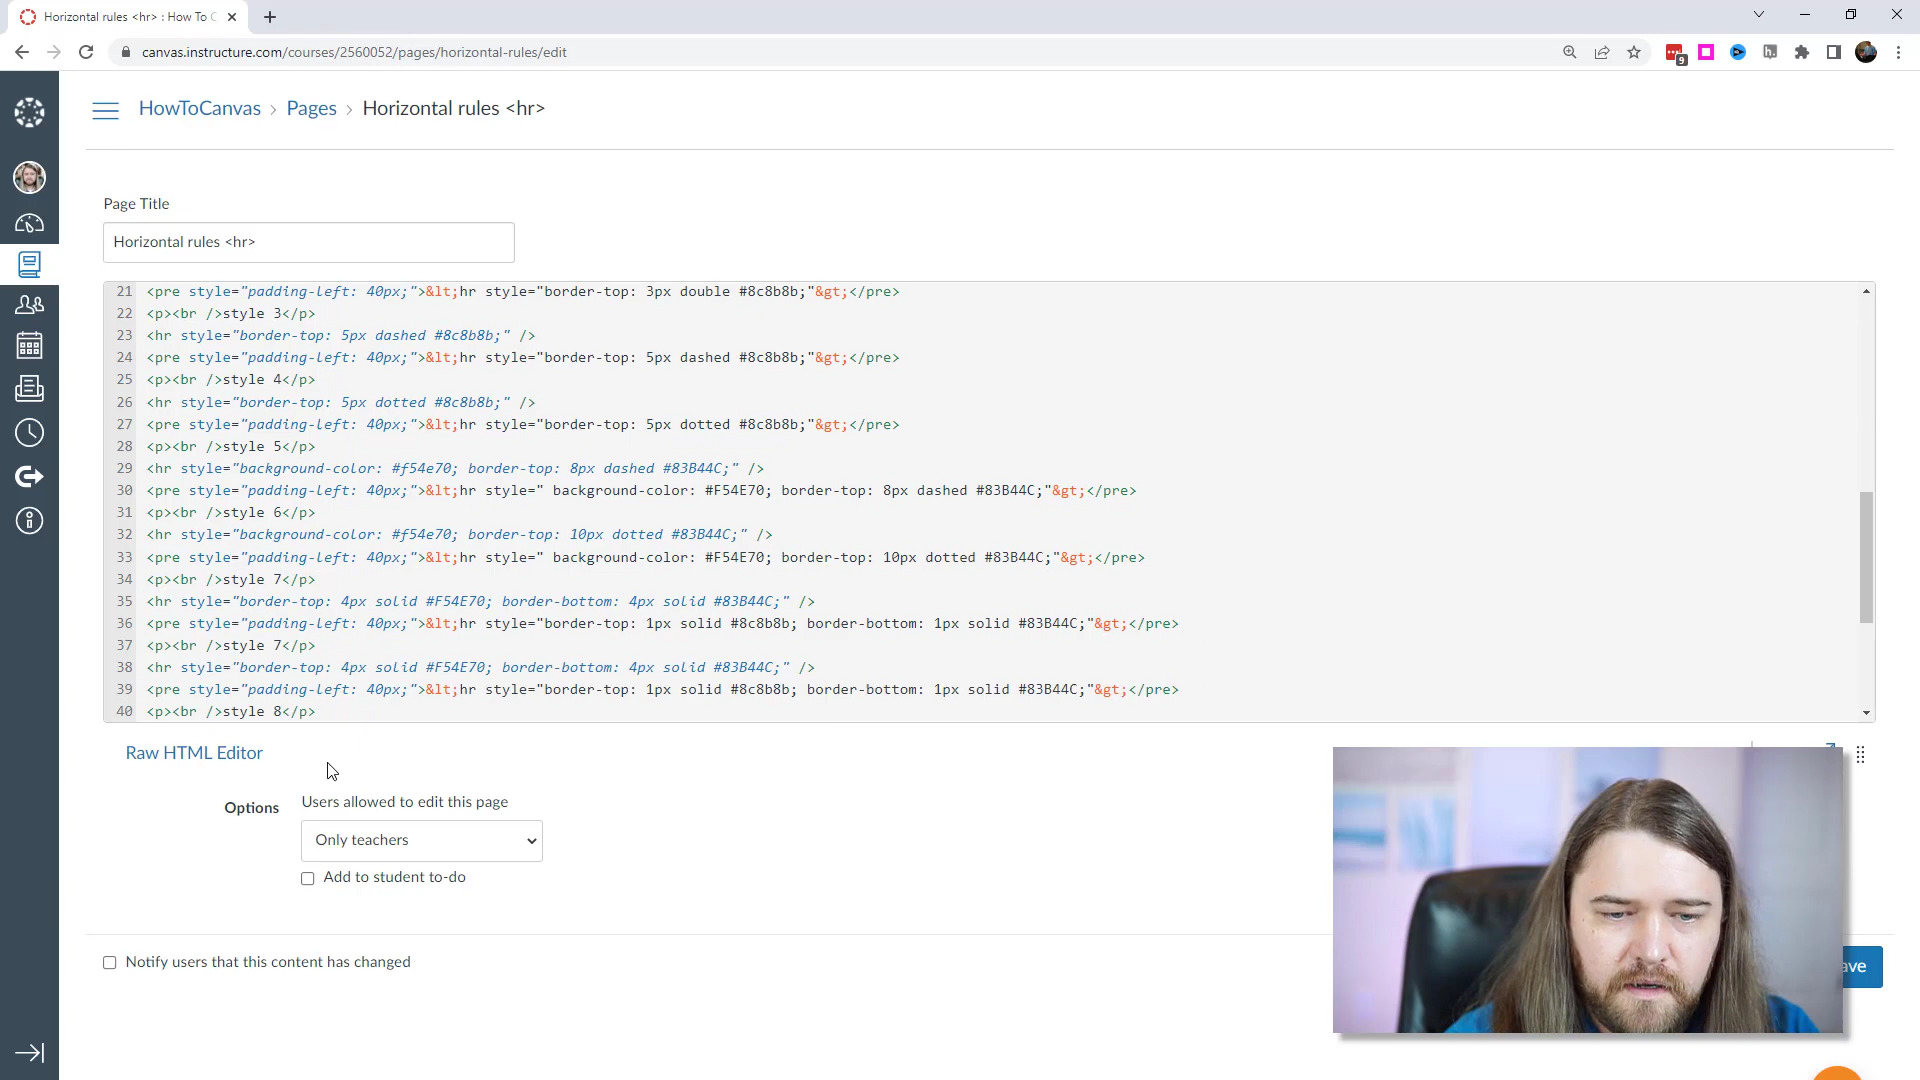 Horizontal rules <hr> : How To C
canvas.instructure.com/courses/2560052/pages/horizontal-rules/edit
9
HowToCanvas > Pages > Horizontal rules <hr>
Page Title
Horizontal rules <hr>
21 <pre style="padding-left: 40px;">&lt;hr style="border-top: 3px double #8c8b8b;"&gt;</pre>
22 <p><br />style 3</p>
23 <hr style="border-top: 5px dashed #8c8b8b;" />
24 <pre style="padding-left: 40px;">&lt;hr style="border-top: 5px dashed #8c8b8b;"&gt;</pre>
25 <p><br />style 4</p>
26 <hr style="border-top: 5px dotted #8c8b8b;" />
27 <pre style="padding-left: 40px;">&lt;hr style="border-top: 5px dotted #8c8b8b;"&gt;</pre>
28 <p><br />style 5</p>
29 <hr style="background-color: #f54e70; border-top: 8px dashed #83B44C;" />
30 <pre style="padding-left: 40px;">&lt;hr style=" background-color: #F54E70; border-top: 8px dashed #83B44C;"&gt;</pre>
31 <p><br />style 6</p>
32 <hr style="background-color: #f54e70; border-top: 10px dotted #83B44C;" />
33 <pre style="padding-left: 40px;">&lt;hr style=" background-color: #F54E70; border-top: 10px dotted #83B44C;"&gt;</pre>
34 <p><br />style 7</p>
35 <hr style="border-top: 4px solid #F54E70; border-bottom: 4px solid #83B44C;" />
36 <pre style="padding-left: 40px;">&lt;hr style="border-top: 1px solid #8c8b8b; border-bottom: 1px solid #83B44C;"&gt;</pre>
37 <p><br />style 7</p>
38 <hr style="border-top: 4px solid #F54E70; border-bottom: 4px solid #83B44C;" />
39 <pre style="padding-left: 40px;">&lt;hr style="border-top: 1px solid #8c8b8b; border-bottom: 1px solid #83B44C;"&gt;</pre>
40 <p><br />style 8</p>
Raw HTML Editor
Options Users allowed to edit this page
Only teachers
Add to student to-do
Notify users that this content has changed
ave